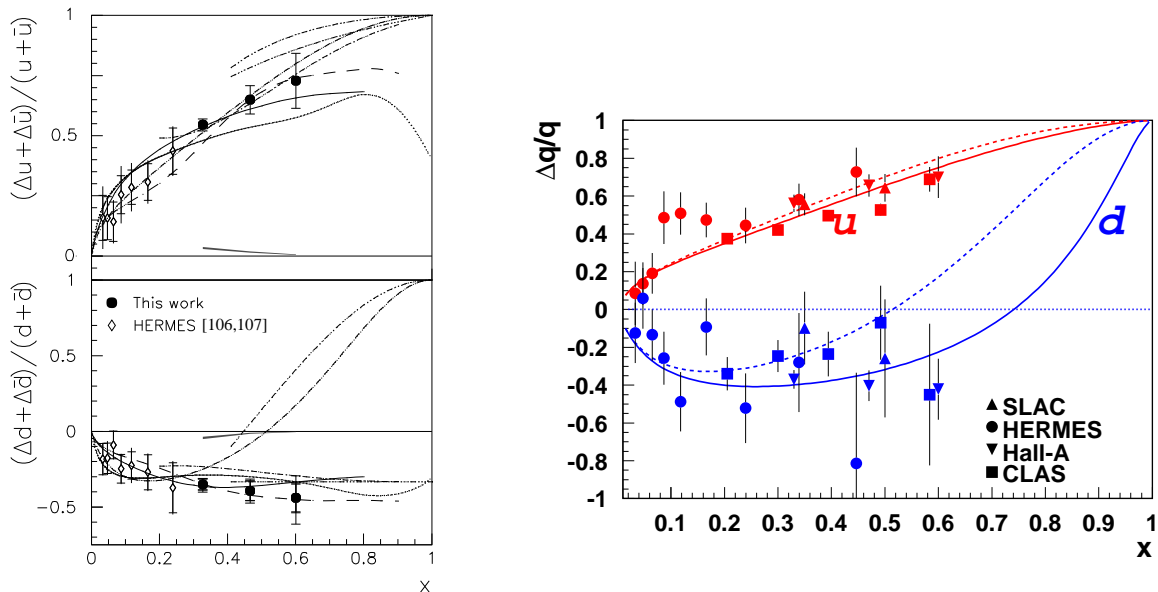 (Δu + Δū) / (u + ū)
1
0.5
0
(Δd + Δd̄) / (d + d̄)
1
0.5
0
−0.5
This work
HERMES [106,107]
0 0.2 0.4 0.6 0.8 1
x
Δq/q
1
0.8
0.6
0.4
0.2
0
-0.2
-0.4
-0.6
-0.8
-1
u
d
SLAC
HERMES
Hall-A
CLAS
0.1 0.2 0.3 0.4 0.5 0.6 0.7 0.8 0.9 1
x